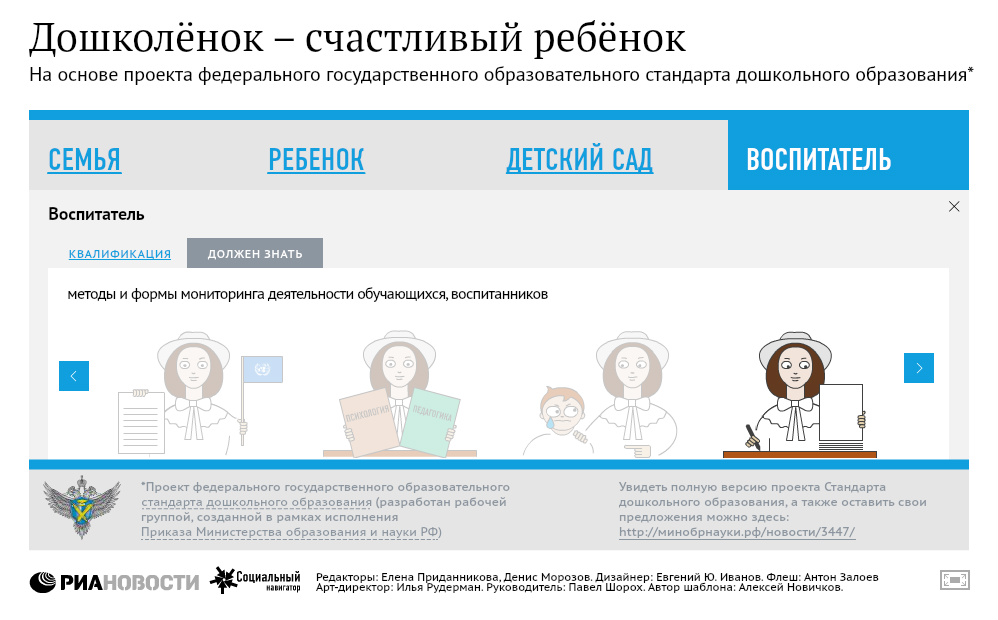 Дошколёнок – счастливый ребёнок
На основе проекта федерального государственного образовательного стандарта дошкольного образования*
СЕМЬЯ РЕБЕНОК ДЕТСКИЙ САД ВОСПИТАТЕЛЬ
Воспитатель
КВАЛИФИКАЦИЯ ДОЛЖЕН ЗНАТЬ
методы и формы мониторинга деятельности обучающихся, воспитанников
ПСИХОЛОГИЯ ПЕДАГОГИКА
*Проект федерального государственного образовательного
стандарта дошкольного образования (разработан рабочей
группой, созданной в рамках исполнения
Приказа Министерства образования и науки РФ)
Увидеть полную версию проекта Стандарта
дошкольного образования, а также оставить свои
предложения можно здесь:
http://минобрнауки.рф/новости/3447/
РИАНОВОСТИ Социальный
навигатор
Редакторы: Елена Приданникова, Денис Морозов. Дизайнер: Евгений Ю. Иванов. Флеш: Антон Залоев
Арт-директор: Илья Рудерман. Руководитель: Павел Шорох. Автор шаблона: Алексей Новичков.